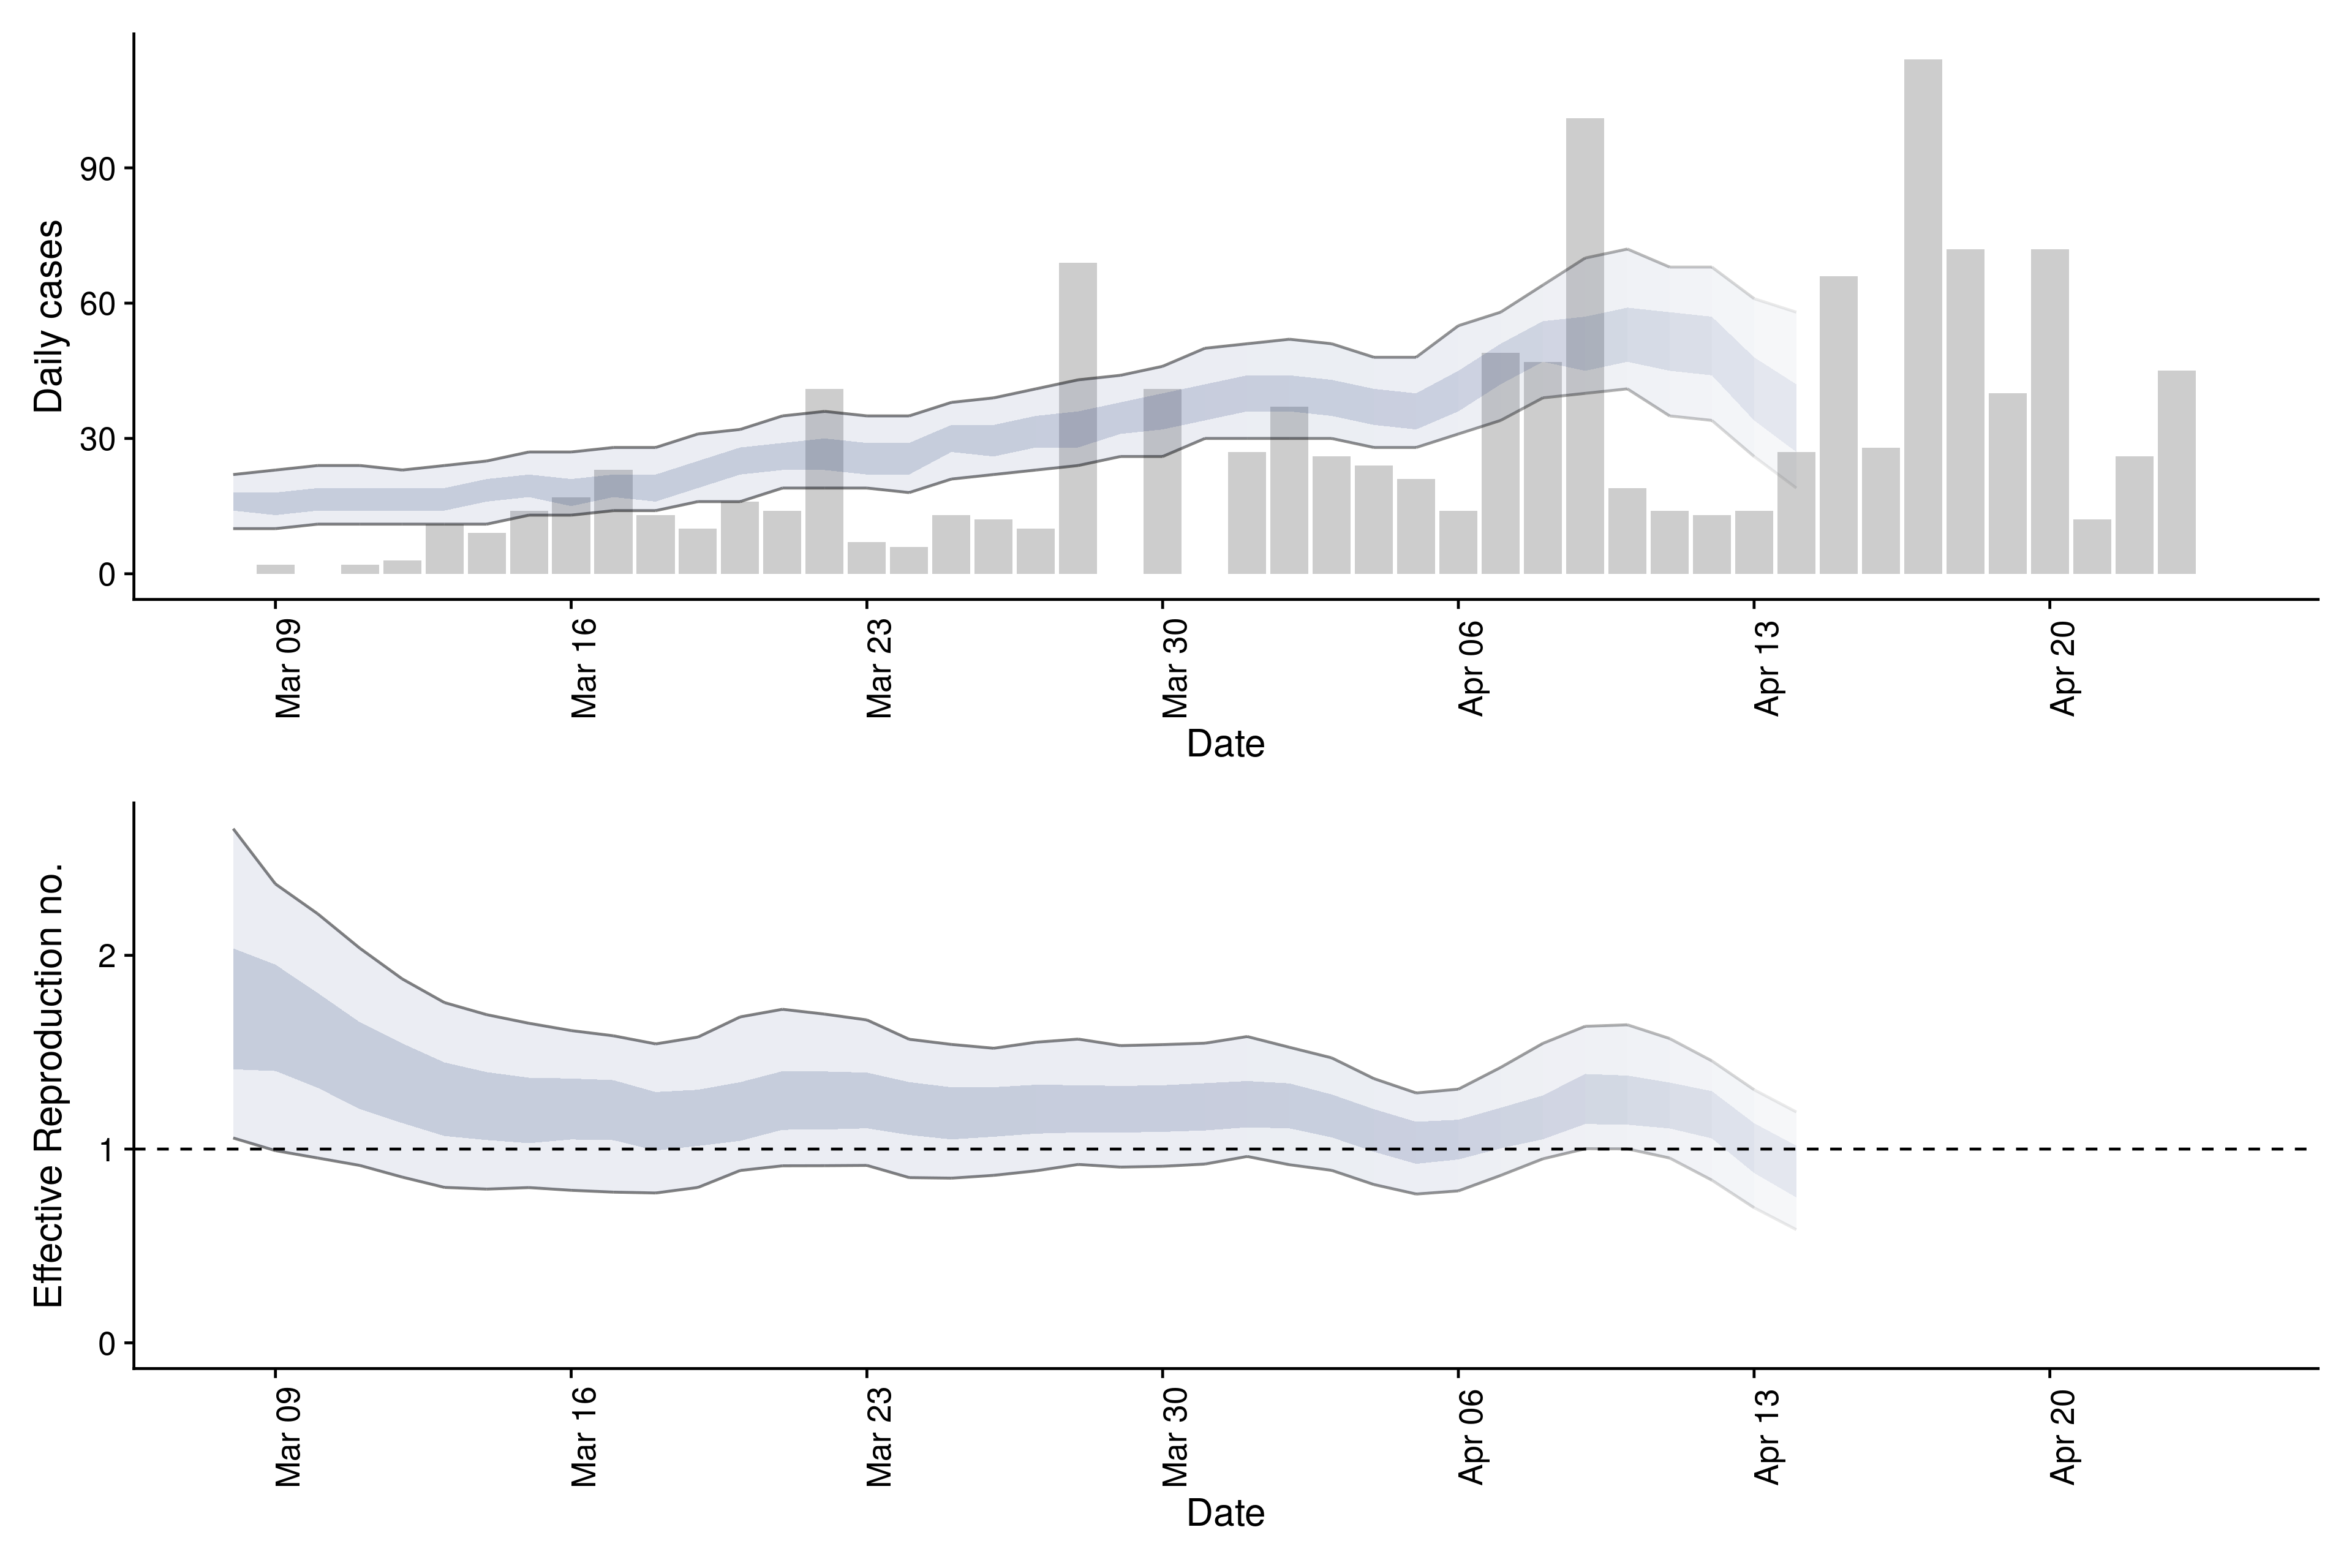 Daily cases
90
60
30
0
Mar 09
Mar 16
Mar 23
Mar 30
Apr 06
Apr 13
Apr 20
Date
Effective Reproduction no.
2
1
0
Mar 09
Mar 16
Mar 23
Mar 30
Apr 06
Apr 13
Apr 20
Date